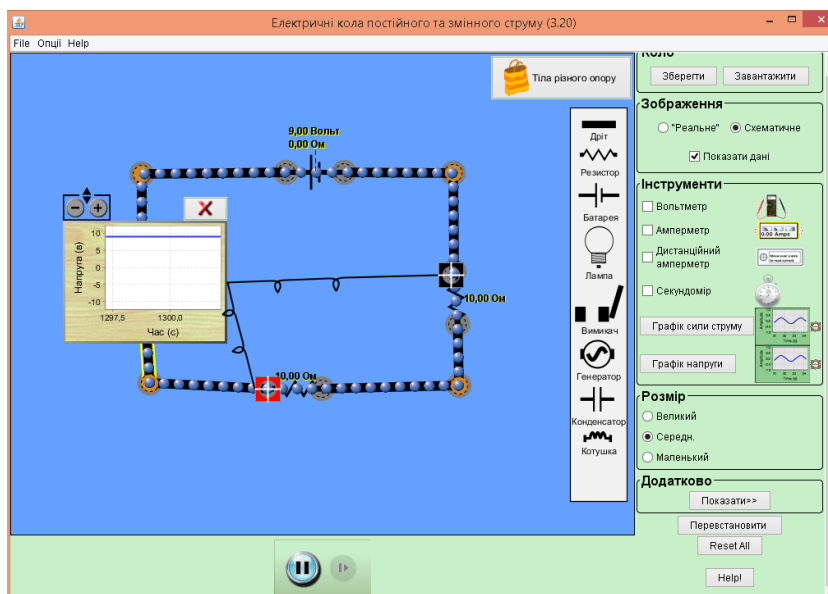 Електричні кола постійного та змінного струму (3.20)
File Опції Help
Тіла різного опору
9,00 Вольт
0,00 Ом
Напруга (в)
10
5
0
-5
-10
1297,5 1300,0
Час (с)
10,00 Ом
10,00 Ом
Дріт
Резистор
Батарея
Лампа
Вимикач
Генератор
Конденсатор
Котушка
Коло
Зберегти Завантажити
Зображення
"Реальне" Схематичне
Показати дані
Інструменти
Вольтметр
Амперметр
0.00 Amps
Дистанційний
амперметр
Секундомір
Графік сили струму
Графік напруги
Розмір
Великий
Середн.
Маленький
Додатково
Показати>>
Перевстановити
Reset All
Help!